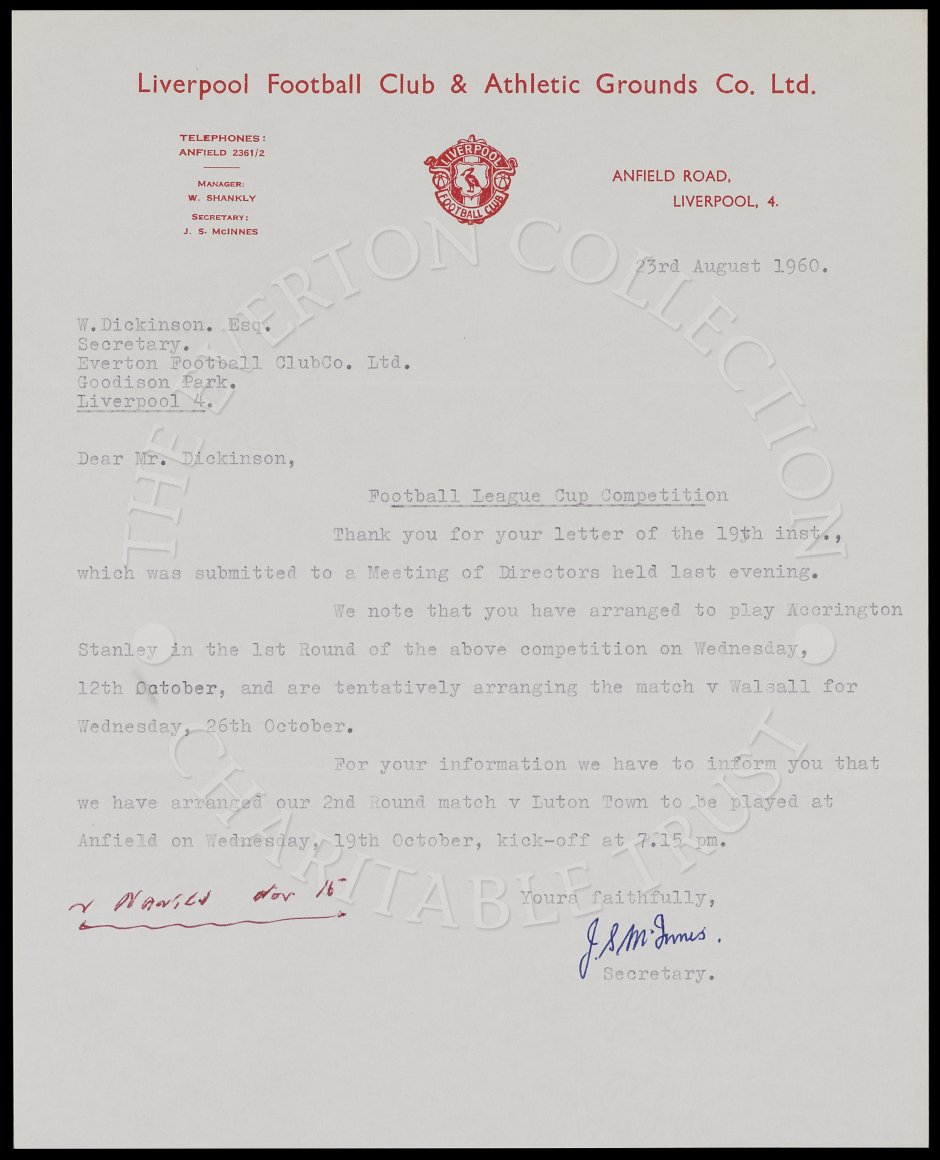 Liverpool Football Club & Athletic Grounds Co. Ltd.
TELEPHONES:
ANFIELD 2361/2
MANAGER:
W. SHANKLY
SECRETARY:
J. S. McINNES
LIVERPOOL
FOOTBALL CLUB
ANFIELD ROAD,
LIVERPOOL, 4.
23rd August 1960.
W.Dickinson. Esq.
Secretary.
Everton Football ClubCo. Ltd.
Goodison Park.
Liverpool 4.
Dear Mr. Dickinson,
Football League Cup Competition
Thank you for your letter of the 19th inst.,
which was submitted to a Meeting of Directors held last evening.
We note that you have arranged to play Accrington
Stanley in the 1st Round of the above competition on Wednesday,
12th October, and are tentatively arranging the match v Walsall for
Wednesday, 26th October.
For your information we have to inform you that
we have arranged our 2nd Round match v Luton Town to be played at
Anfield on Wednesday, 19th October, kick-off at 7.15 pm.
v Nov 15
Yours faithfully,
J. S McInnes.
Secretary.
THE EVERTON COLLECTION
CHARITABLE TRUST